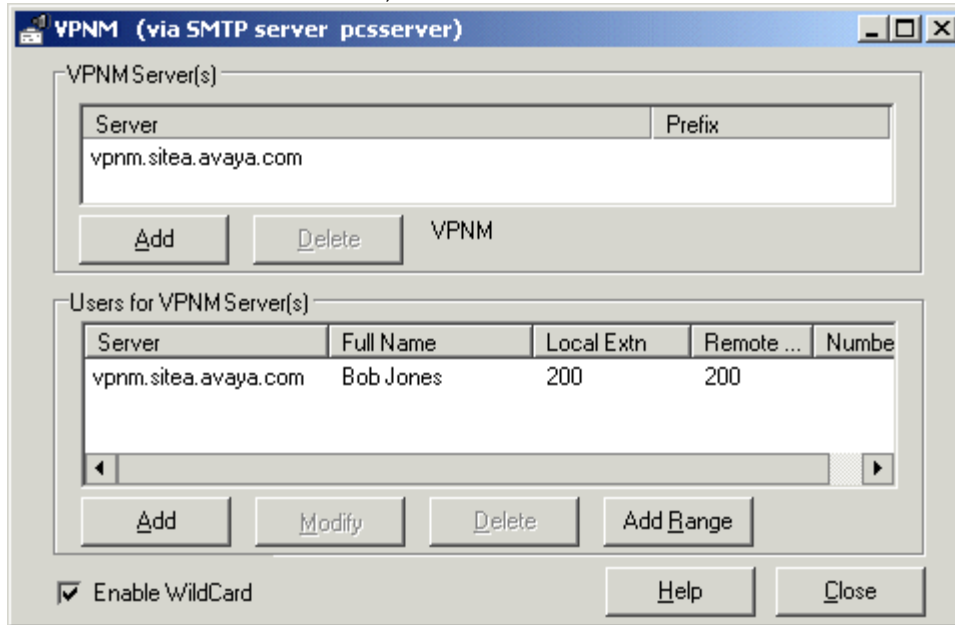 VPNM (via SMTP server pcsserver)
VPNM Server(s)
Server Prefix
vpnm.sitea.avaya.com
Add Delete VPNM
Users for VPNM Server(s)
Server Full Name Local Extn Remote ... Numbe
vpnm.sitea.avaya.com Bob Jones 200 200
Add Modify Delete Add Range
Enable WildCard Help Close